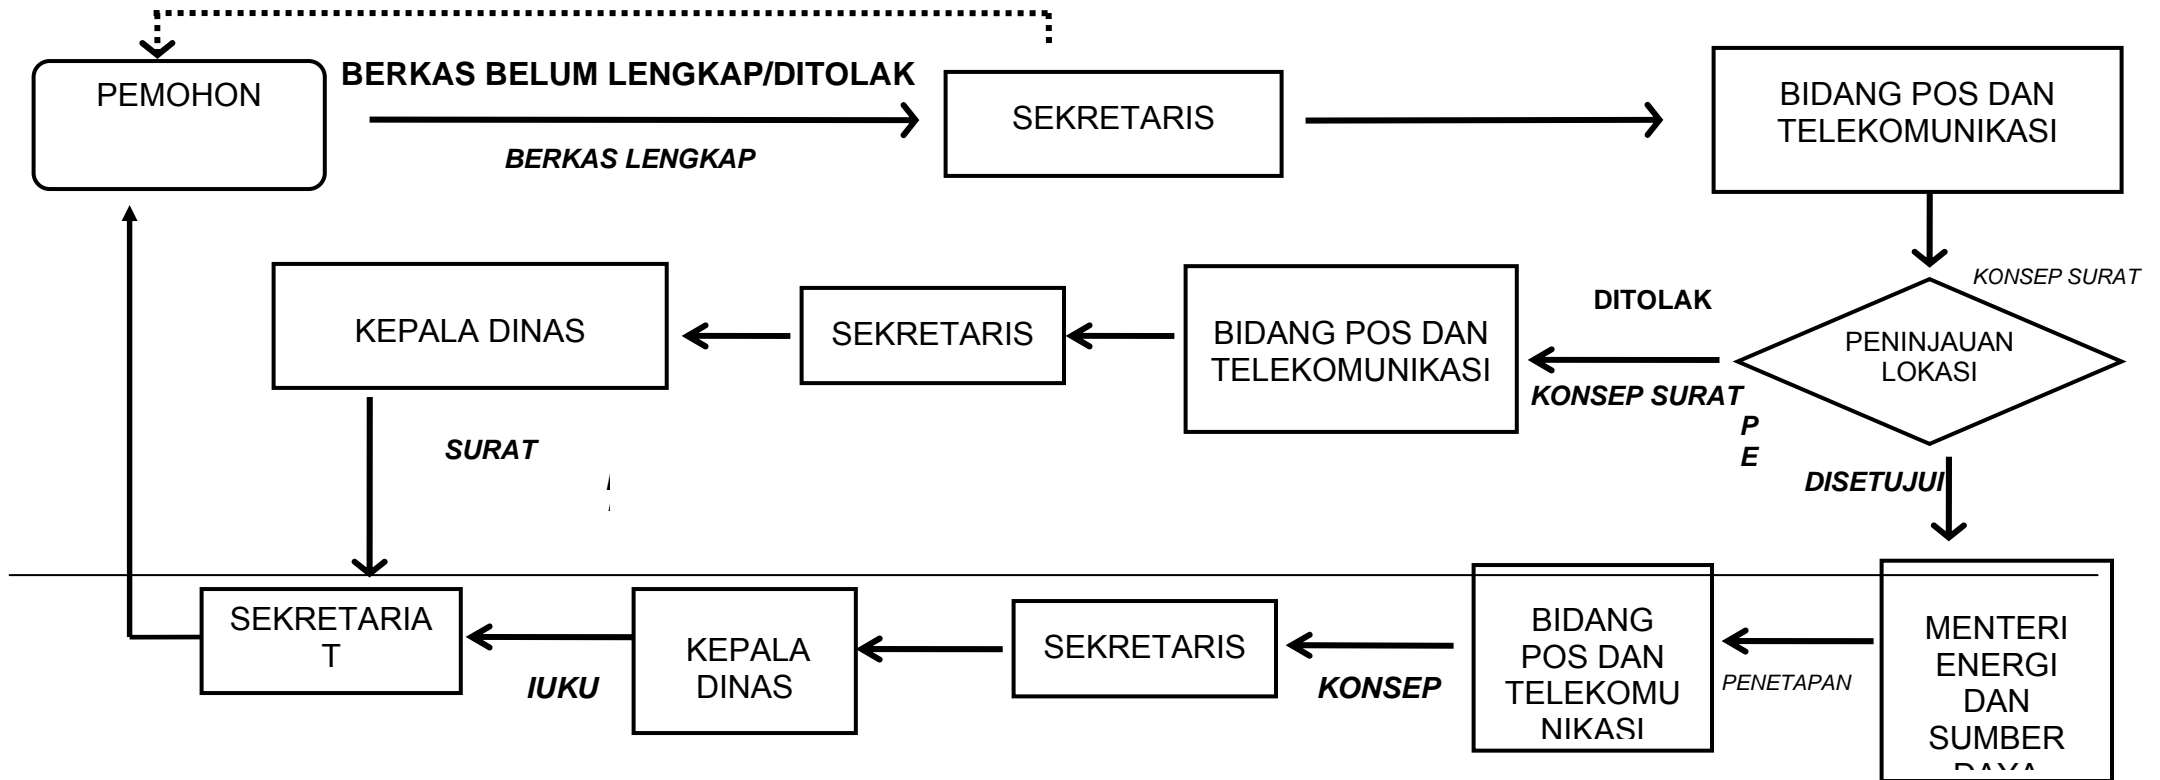 BERKAS BELUM LENGKAP/DITOLAK
PEMOHON
SEKRETARIS
BIDANG POS DAN
TELEKOMUNIKASI
BERKAS LENGKAP
KONSEP SURAT
DITOLAK
KEPALA DINAS
SEKRETARIS
BIDANG POS DAN
TELEKOMUNIKASI
PENINJAUAN
LOKASI
KONSEP SURAT
P
E
SURAT
DISETUJUI
SEKRETARIA
T
IUKU
KEPALA
DINAS
SEKRETARIS
KONSEP
BIDANG
POS DAN
TELEKOMU
NIKASI
PENETAPAN
MENTERI
ENERGI
DAN
SUMBER
DAYA